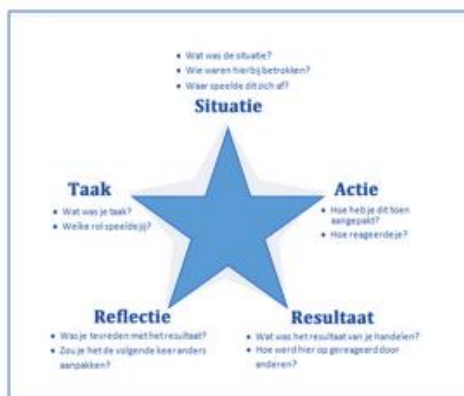 • Wat was de situatie?
• Wie waren hierbij betrokken?
• Waar speelde dit zich af?
Situatie
Taak
• Wat was je taak?
• Welke rol speelde jij?
Actie
• Hoe heb je dit toen
aangepakt?
• Hoe reageerde je?
Reflectie
• Was je tevreden met het resultaat?
• Zou je het de volgende keer anders
aanpakken?
Resultaat
• Wat was het resultaat van je handelen?
• Hoe werd hier op gereageerd door
anderen?